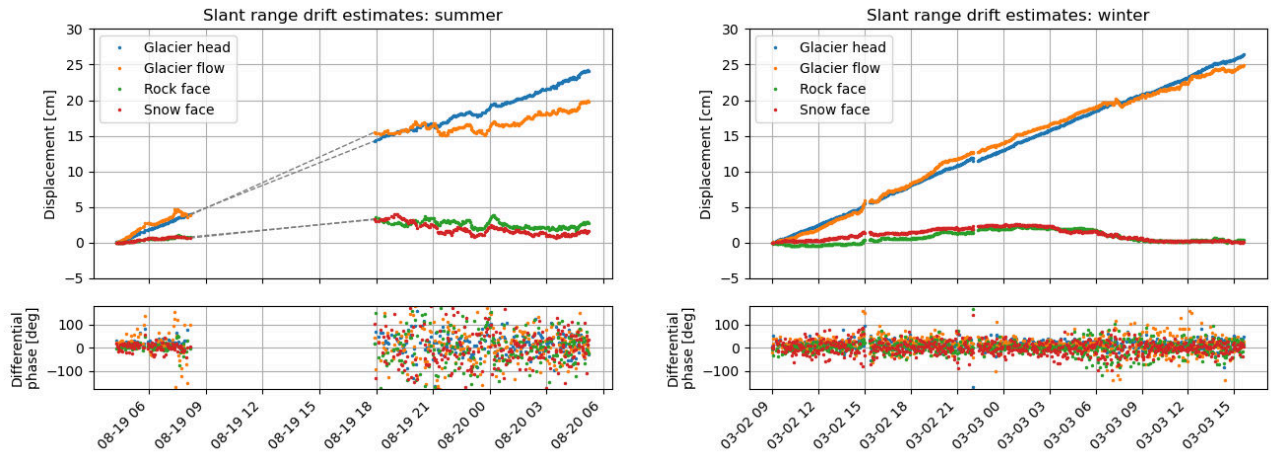 Slant range drift estimates: summer
30
25
20
15
10
5
0
−5
Displacement [cm]
Glacier head
Glacier flow
Rock face
Snow face
100
0
−100
Differential
phase [deg]
08-19 06
08-19 09
08-19 12
08-19 15
08-19 18
08-19 21
08-20 00
08-20 03
08-20 06
Slant range drift estimates: winter
30
25
20
15
10
5
0
−5
Displacement [cm]
Glacier head
Glacier flow
Rock face
Snow face
100
0
−100
Differential
phase [deg]
03-02 09
03-02 12
03-02 15
03-02 18
03-02 21
03-03 00
03-03 03
03-03 06
03-03 09
03-03 12
03-03 15